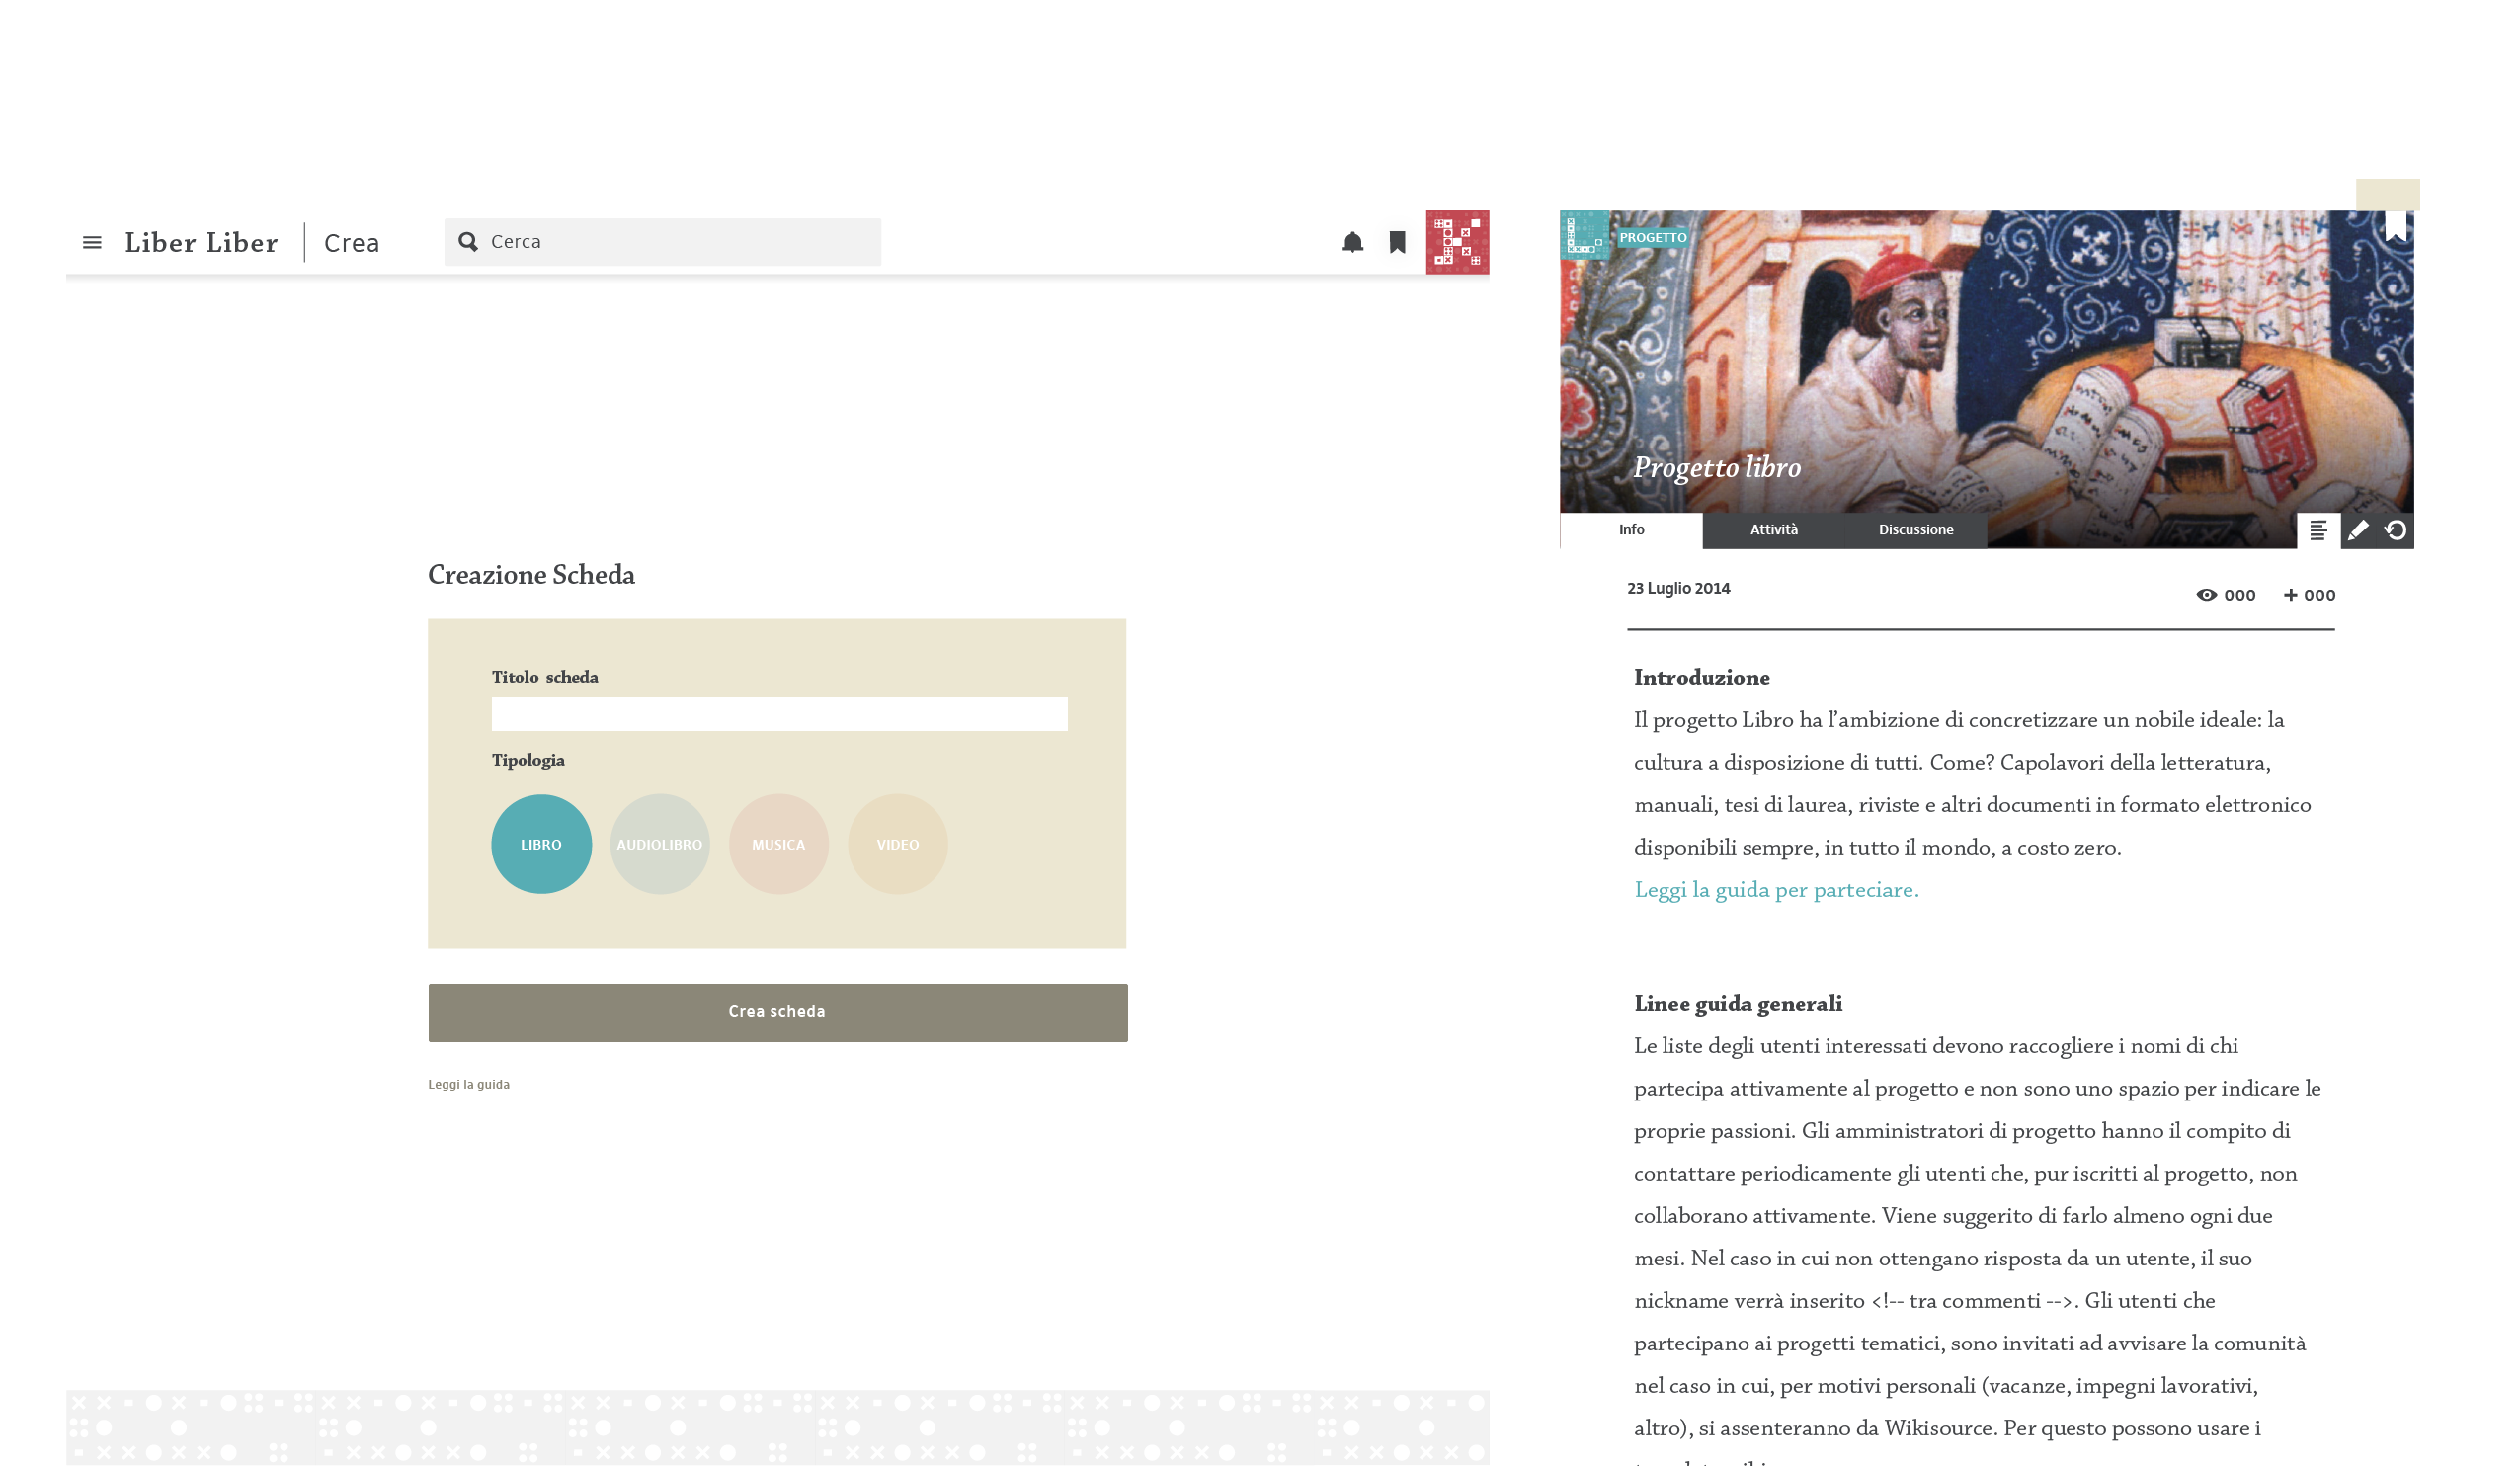 Liber Liber
Crea
Cerca
Creazione Scheda
Titolo scheda
Tipologia
LIBRO
AUDIOLIBRO
MUSICA
VIDEO
Crea scheda
Leggi la guida
PROGETTO
Progetto libro
Info
Attività
Discussione
23 Luglio 2014
000
000
Introduzione
Il progetto Libro ha l’ambizione di concretizzare un nobile ideale: la
cultura a disposizione di tutti. Come? Capolavori della letteratura,
manuali, tesi di laurea, riviste e altri documenti in formato elettronico
disponibili sempre, in tutto il mondo, a costo zero.
Leggi la guida per parteciare.
Linee guida generali
Le liste degli utenti interessati devono raccogliere i nomi di chi
partecipa attivamente al progetto e non sono uno spazio per indicare le
proprie passioni. Gli amministratori di progetto hanno il compito di
contattare periodicamente gli utenti che, pur iscritti al progetto, non
collaborano attivamente. Viene suggerito di farlo almeno ogni due
mesi. Nel caso in cui non ottengano risposta da un utente, il suo
nickname verrà inserito <!-- tra commenti -->. Gli utenti che
partecipano ai progetti tematici, sono invitati ad avvisare la comunità
nel caso in cui, per motivi personali (vacanze, impegni lavorativi,
altro), si assenteranno da Wikisource. Per questo possono usare i